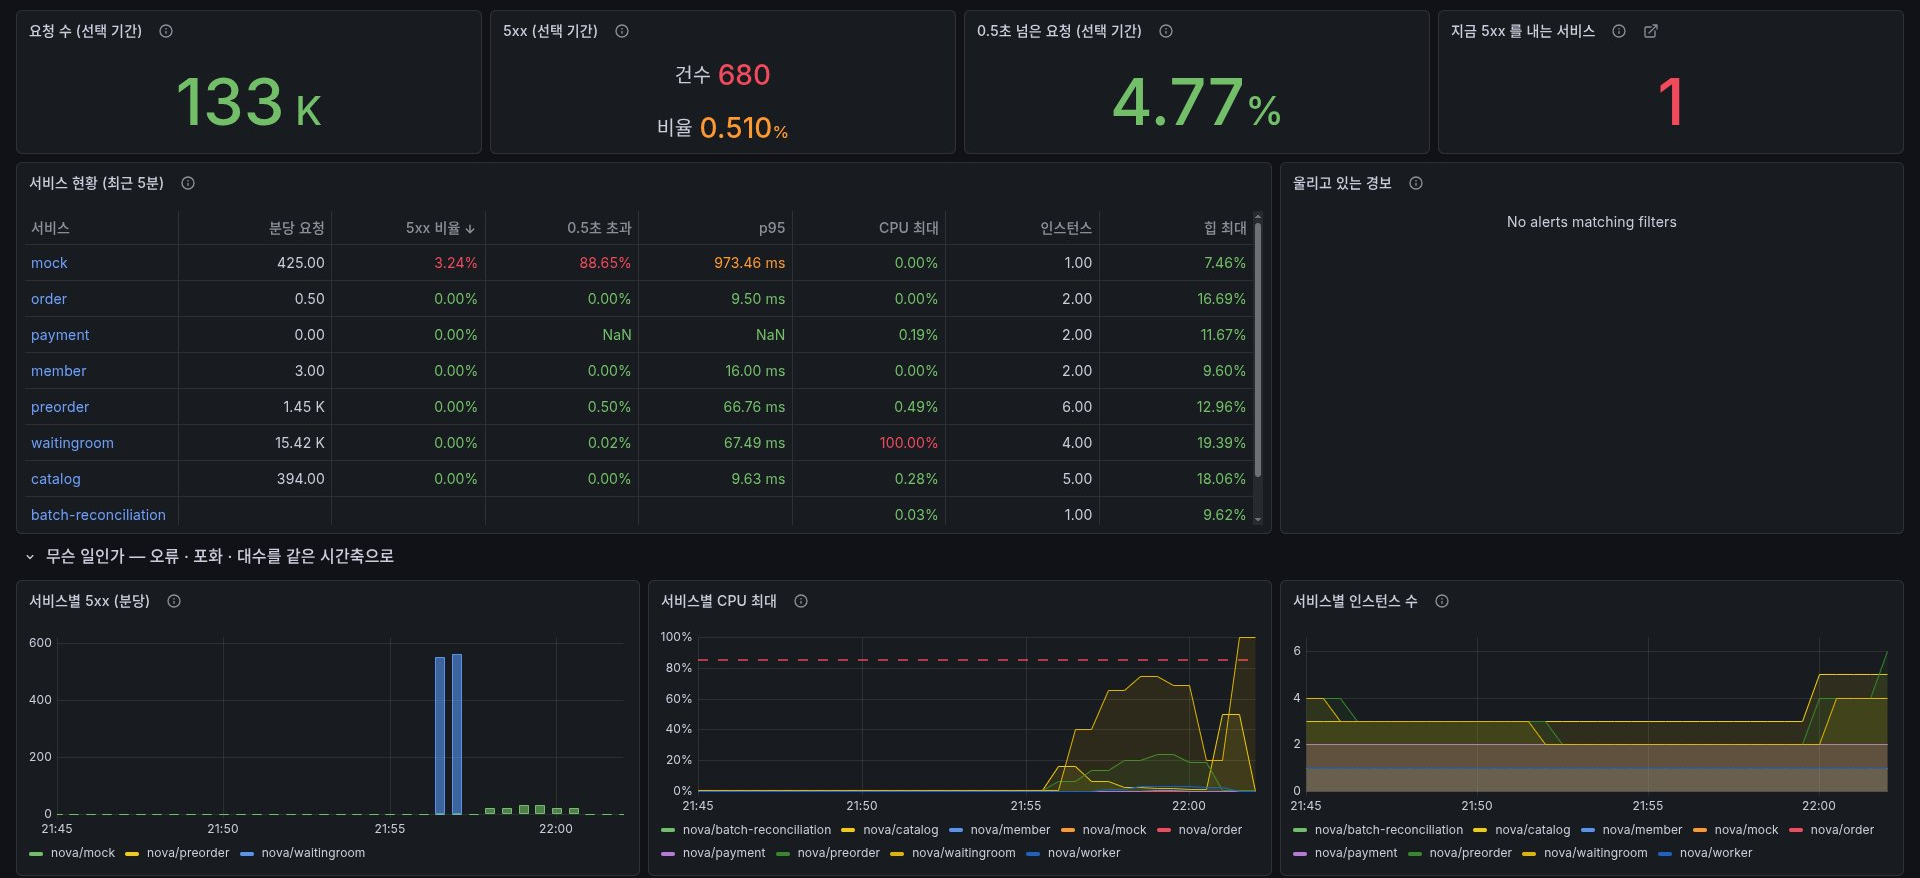 요청 수 (선택 기간)
133 K
5xx (선택 기간)
건수 680
비율 0.510%
0.5초 넘은 요청 (선택 기간)
4.77%
지금 5xx 를 내는 서비스
1
서비스 현황 (최근 5분)
서비스 분당 요청 5xx 비율 ↓ 0.5초 초과 p95 CPU 최대 인스턴스 힙 최대
mock 425.00 3.24% 88.65% 973.46 ms 0.00% 1.00 7.46%
order 0.50 0.00% 0.00% 9.50 ms 0.00% 2.00 16.69%
payment 0.00 0.00% NaN NaN 0.19% 2.00 11.67%
member 3.00 0.00% 0.00% 16.00 ms 0.00% 2.00 9.60%
preorder 1.45 K 0.00% 0.50% 66.76 ms 0.49% 6.00 12.96%
waitingroom 15.42 K 0.00% 0.02% 67.49 ms 100.00% 4.00 19.39%
catalog 394.00 0.00% 0.00% 9.63 ms 0.28% 5.00 18.06%
batch-reconciliation 0.03% 1.00 9.62%
울리고 있는 경보
No alerts matching filters
무슨 일인가 — 오류 · 포화 · 대수를 같은 시간축으로
서비스별 5xx (분당)
600
400
200
0
21:45 21:50 21:55 22:00
nova/mock nova/preorder nova/waitingroom
서비스별 CPU 최대
100%
80%
60%
40%
20%
0%
21:45 21:50 21:55 22:00
nova/batch-reconciliation nova/catalog nova/member nova/mock nova/order
nova/payment nova/preorder nova/waitingroom nova/worker
서비스별 인스턴스 수
6
4
2
0
21:45 21:50 21:55 22:00
nova/batch-reconciliation nova/catalog nova/member nova/mock nova/order
nova/payment nova/preorder nova/waitingroom nova/worker